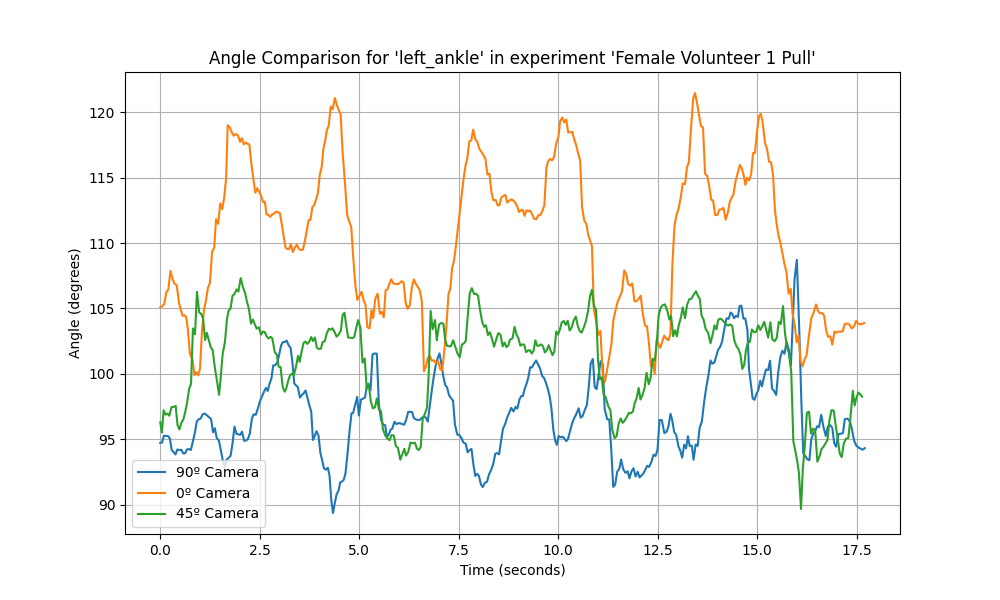 Angle Comparison for 'left_ankle' in experiment 'Female Volunteer 1 Pull'
Angle (degrees)
120
115
110
105
100
95
90
90º Camera
0º Camera
45º Camera
0.0 2.5 5.0 7.5 10.0 12.5 15.0 17.5
Time (seconds)